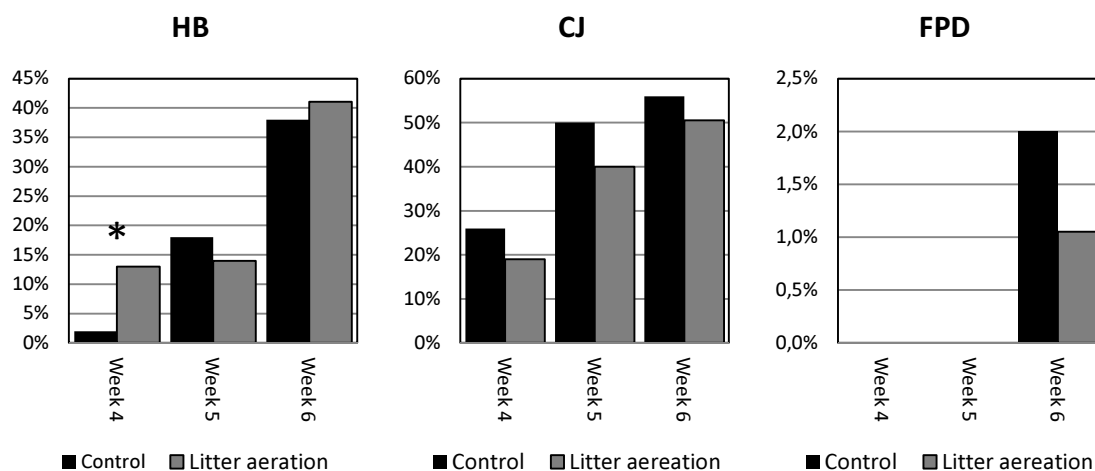 HB
45%
40%
35%
30%
25%
20%
15%
10%
5%
0%
*
Week 4
Week 5
Week 6
Control Litter aeration
CJ
60%
50%
40%
30%
20%
10%
0%
Week 4
Week 5
Week 6
Control Litter aereation
FPD
2,5%
2,0%
1,5%
1,0%
0,5%
0,0%
Week 4
Week 5
Week 6
Control Litter aereation